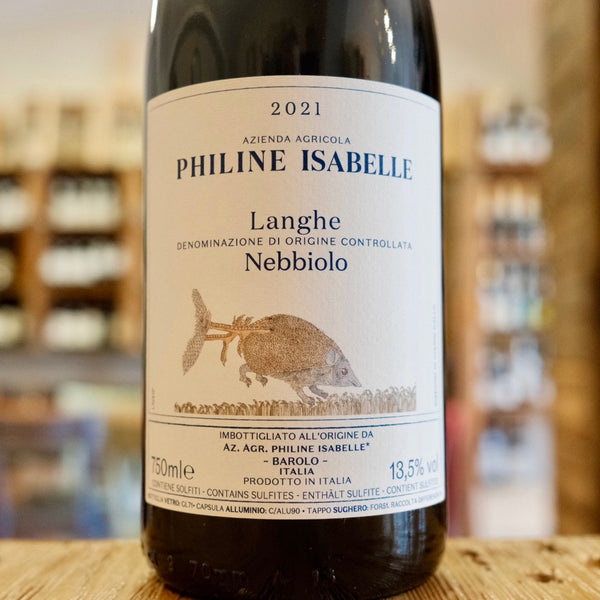 2021
AZIENDA AGRICOLA
PHILINE ISABELLE
Langhe
DENOMINAZIONE DI ORIGINE CONTROLLATA
Nebbiolo
IMBOTTIGLIATO ALL'ORIGINE DA
AZ. AGR. PHILINE ISABELLE*
- BAROLO -
ITALIA
750ml℮ PRODOTTO IN ITALIA 13,5% vol
CONTIENE SOLFITI - CONTAINS SULFITES - ENTHÄLT SULFITE - CONTIENT SULFITES
VETRO: GL71• CAPSULA ALLUMINIO: C/ALU90 • TAPPO SUGHERO: FOR51. RACCOLTA